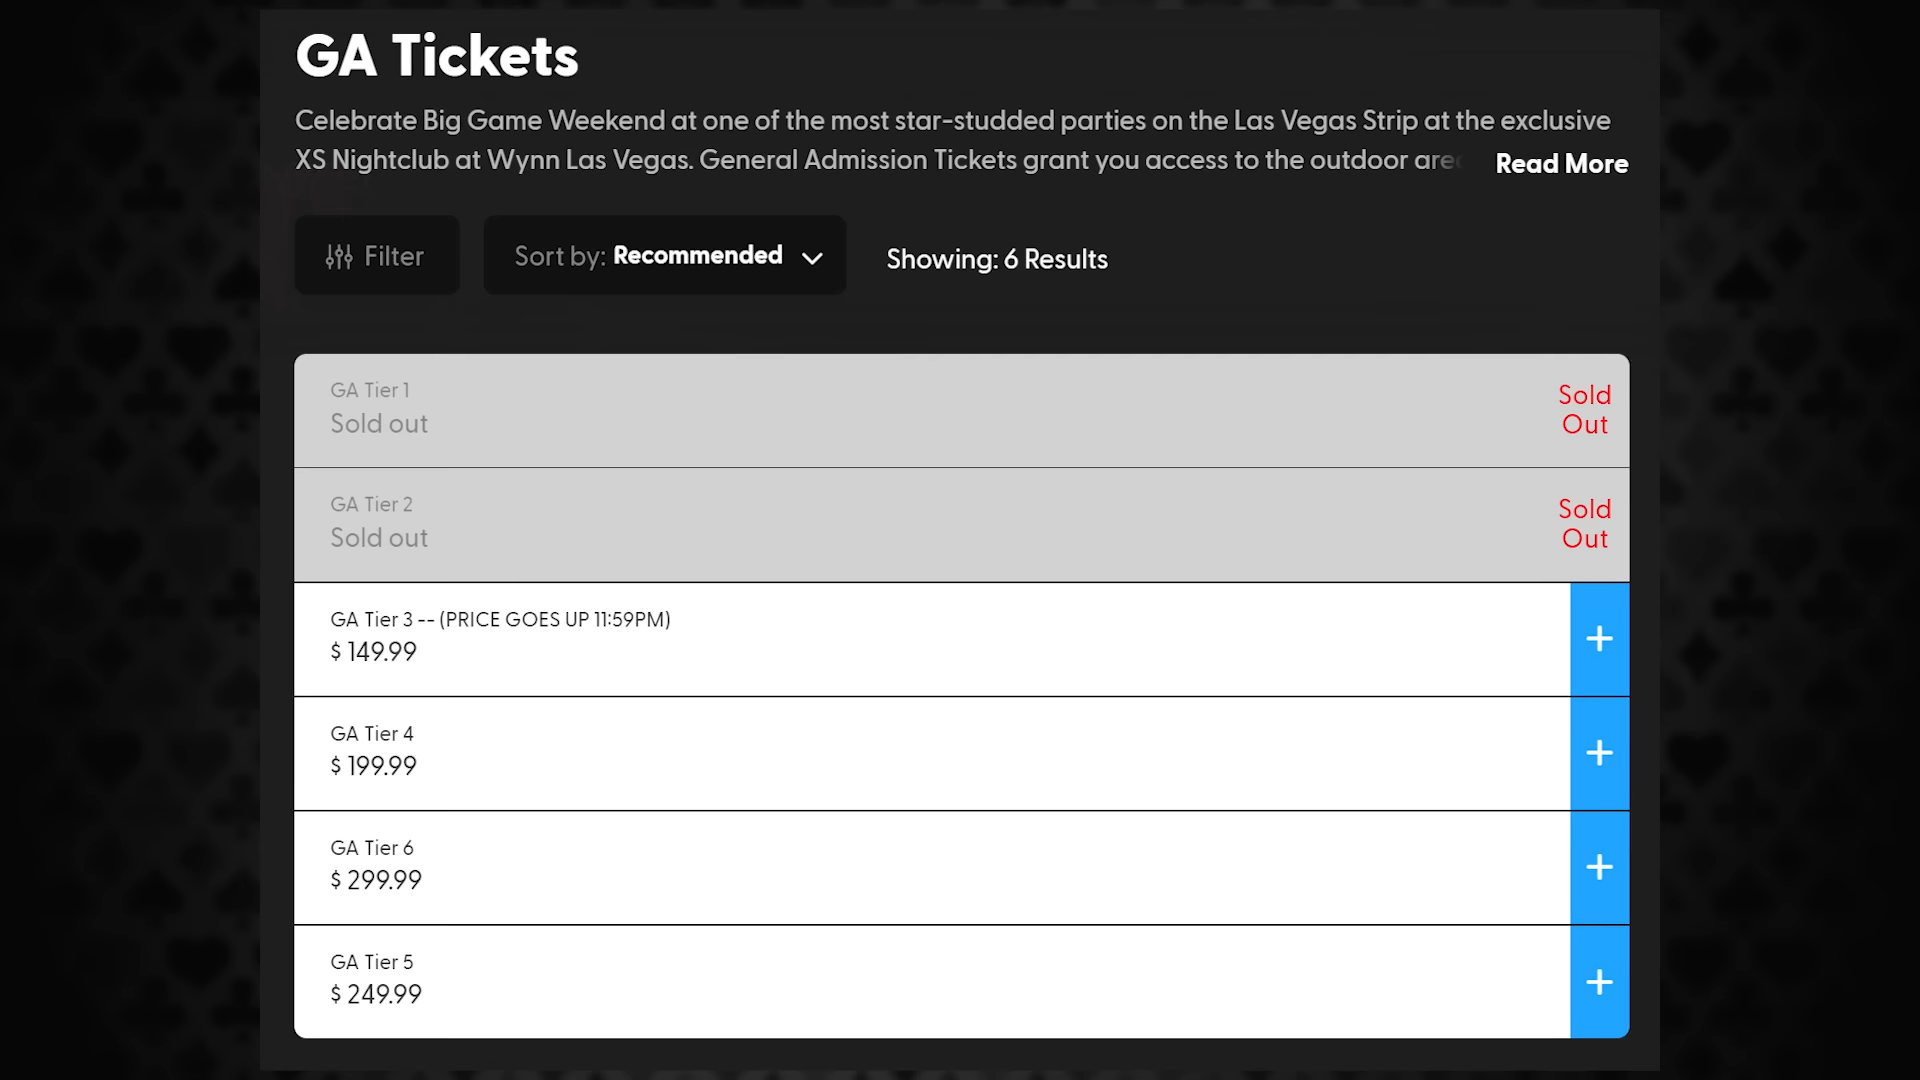 GA Tickets
Celebrate Big Game Weekend at one of the most star-studded parties on the Las Vegas Strip at the exclusive
XS Nightclub at Wynn Las Vegas. General Admission Tickets grant you access to the outdoor area Read More
Filter
Sort by: Recommended
Showing: 6 Results
GA Tier 1
Sold out
Sold
Out
GA Tier 2
Sold out
Sold
Out
GA Tier 3 -- (PRICE GOES UP 11:59PM)
$ 149.99
+
GA Tier 4
$ 199.99
+
GA Tier 6
$ 299.99
+
GA Tier 5
$ 249.99
+